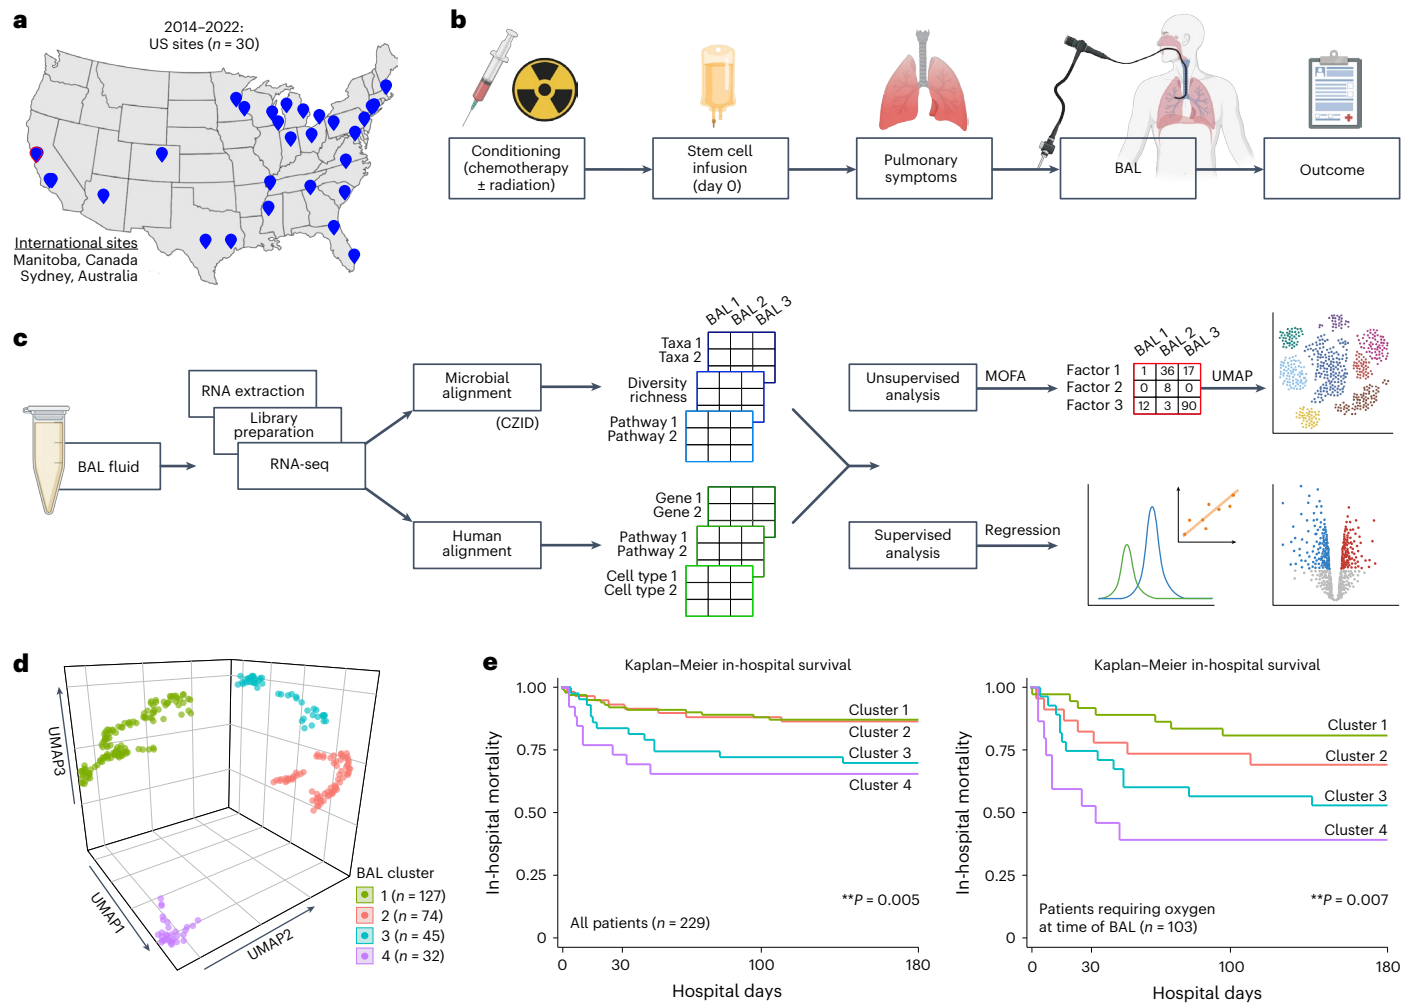 a
2014–2022:
US sites (n = 30)
International sites
Manitoba, Canada
Sydney, Australia
b
Conditioning
(chemotherapy
± radiation)
Stem cell
infusion
(day 0)
Pulmonary
symptoms
BAL
Outcome
c
BAL fluid
RNA extraction
Library
preparation
RNA-seq
Microbial
alignment
(CZID)
Human
alignment
BAL 1
BAL 2
BAL 3
Taxa 1
Taxa 2
Diversity
richness
Pathway 1
Pathway 2
Gene 1
Gene 2
Pathway 1
Pathway 2
Cell type 1
Cell type 2
Unsupervised
analysis
MOFA
BAL 1
BAL 2
BAL 3
Factor 1 1 36 17
Factor 2 0 8 0
Factor 3 12 3 90
UMAP
Supervised
analysis
Regression
d
UMAP3
UMAP1
UMAP2
BAL cluster
1 (n = 127)
2 (n = 74)
3 (n = 45)
4 (n = 32)
e
Kaplan–Meier in-hospital survival
In-hospital mortality
1.00
0.75
0.50
0.25
0
Cluster 1
Cluster 2
Cluster 3
Cluster 4
**P = 0.005
All patients (n = 229)
0 30 100 180
Hospital days
Kaplan–Meier in-hospital survival
In-hospital mortality
1.00
0.75
0.50
0.25
0
Cluster 1
Cluster 2
Cluster 3
Cluster 4
**P = 0.007
Patients requiring oxygen
at time of BAL (n = 103)
0 30 100 180
Hospital days